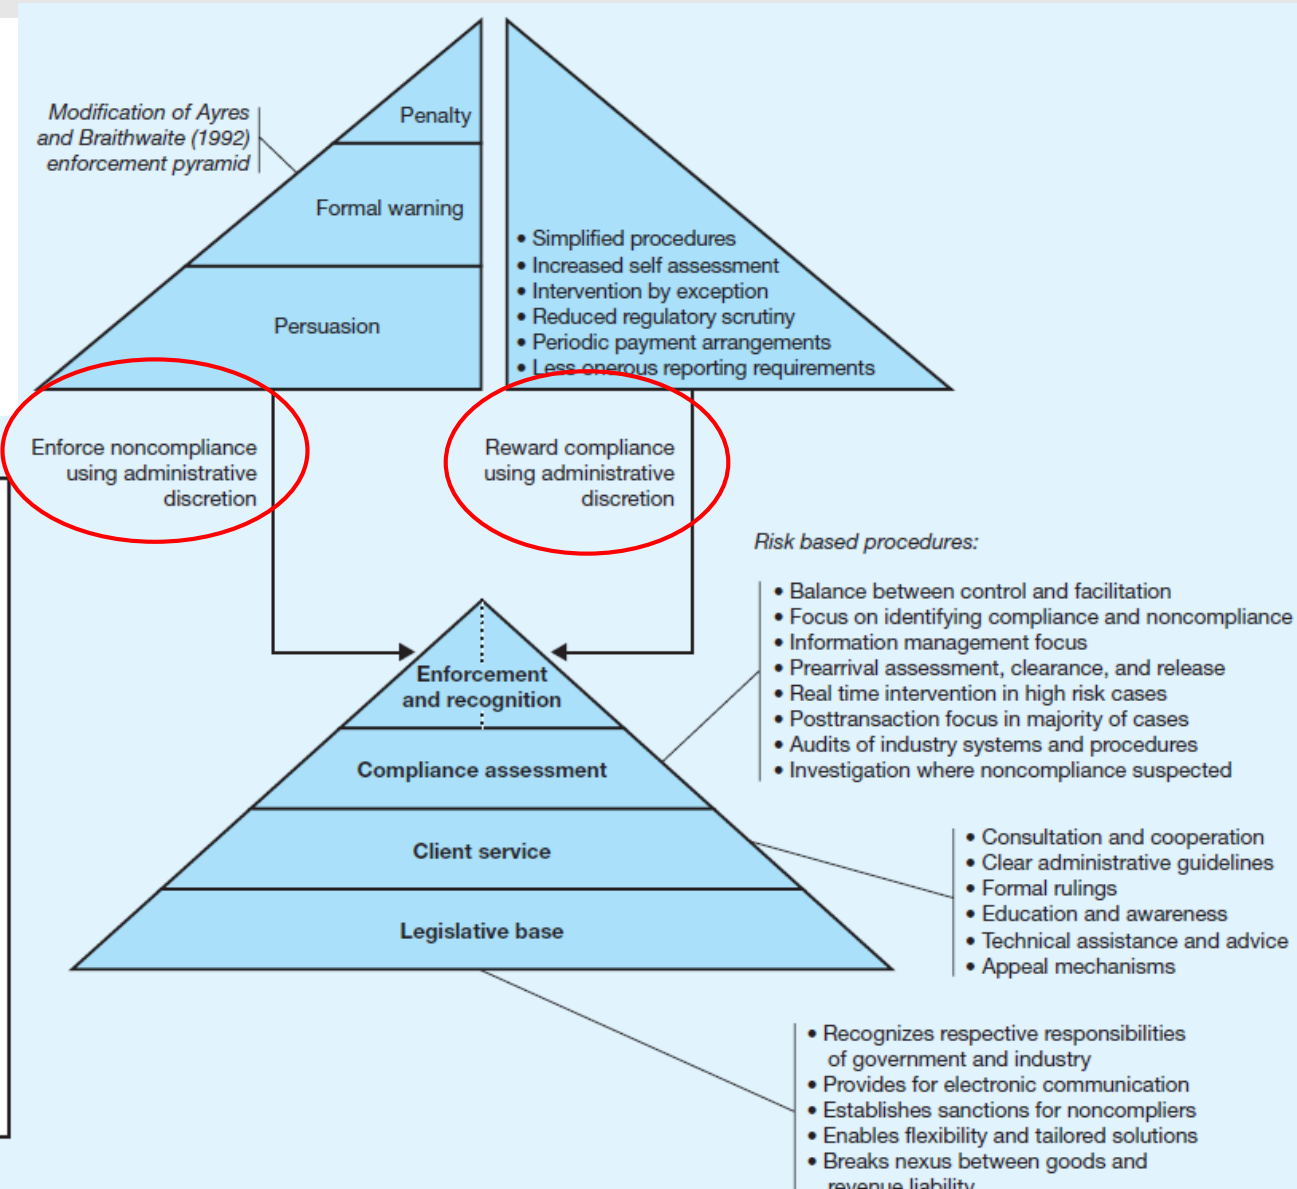 Modification of Ayres
and Braithwaite (1992)
enforcement pyramid
Penalty
Formal warning
Persuasion
• Simplified procedures
• Increased self assessment
• Intervention by exception
• Reduced regulatory scrutiny
• Periodic payment arrangements
• Less onerous reporting requirements
Enforce noncompliance
using administrative
discretion
Reward compliance
using administrative
discretion
Enforcement
and recognition
Compliance assessment
Client service
Legislative base
Risk based procedures:
• Balance between control and facilitation
• Focus on identifying compliance and noncompliance
• Information management focus
• Prearrival assessment, clearance, and release
• Real time intervention in high risk cases
• Posttransaction focus in majority of cases
• Audits of industry systems and procedures
• Investigation where noncompliance suspected
• Consultation and cooperation
• Clear administrative guidelines
• Formal rulings
• Education and awareness
• Technical assistance and advice
• Appeal mechanisms
• Recognizes respective responsibilities
of government and industry
• Provides for electronic communication
• Establishes sanctions for noncompliers
• Enables flexibility and tailored solutions
• Breaks nexus between goods and
revenue liability